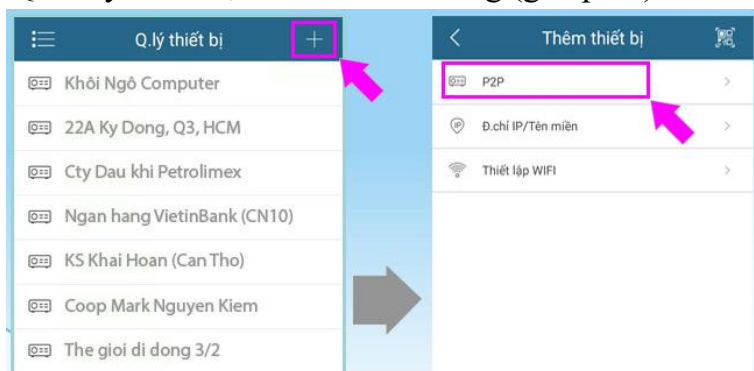 Q.lý thiết bị
Khôi Ngô Computer
22A Ky Dong, Q3, HCM
Cty Dau khi Petrolimex
Ngan hang VietinBank (CN10)
KS Khai Hoan (Can Tho)
Coop Mark Nguyen Kiem
The gioi di dong 3/2
Thêm thiết bị
P2P
IP
Đ.chỉ IP/Tên miền
Thiết lập WIFI